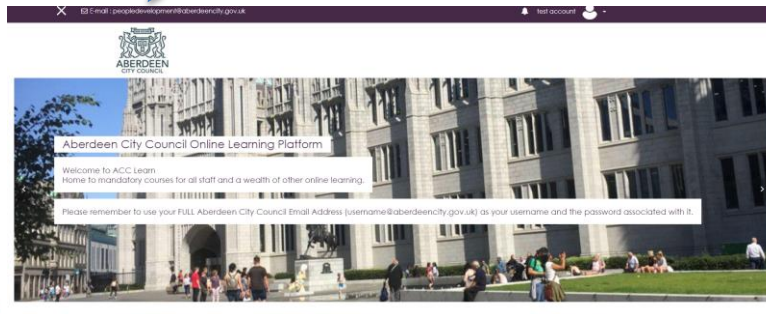 E-mail : peopledevelopment@aberdeencity.gov.uk
test account
ABERDEEN
CITY COUNCIL
Aberdeen City Council Online Learning Platform
Welcome to ACC Learn
Home to mandatory courses for all staff and a wealth of other online learning.
Please remember to use your FULL Aberdeen City Council Email Address (username@aberdeencity.gov.uk) as your username and the password associated with it.